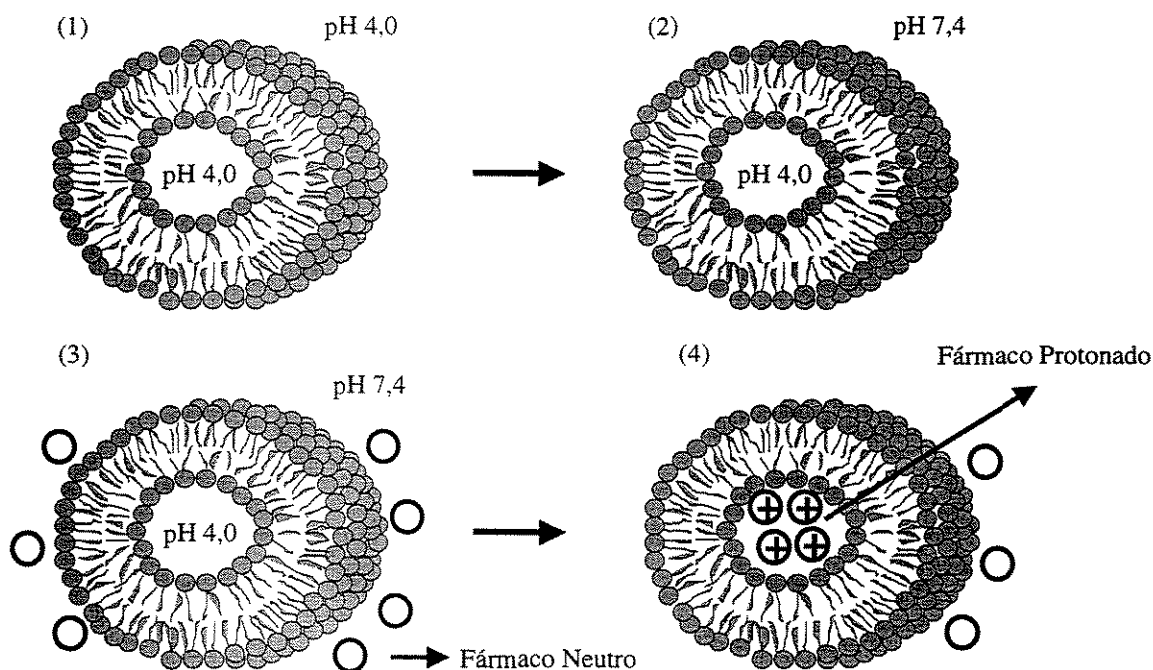 (1)
pH 4,0
pH 4,0
(2)
pH 7,4
pH 4,0
(3)
pH 7,4
pH 4,0
Fármaco Neutro
(4)
Fármaco Protonado